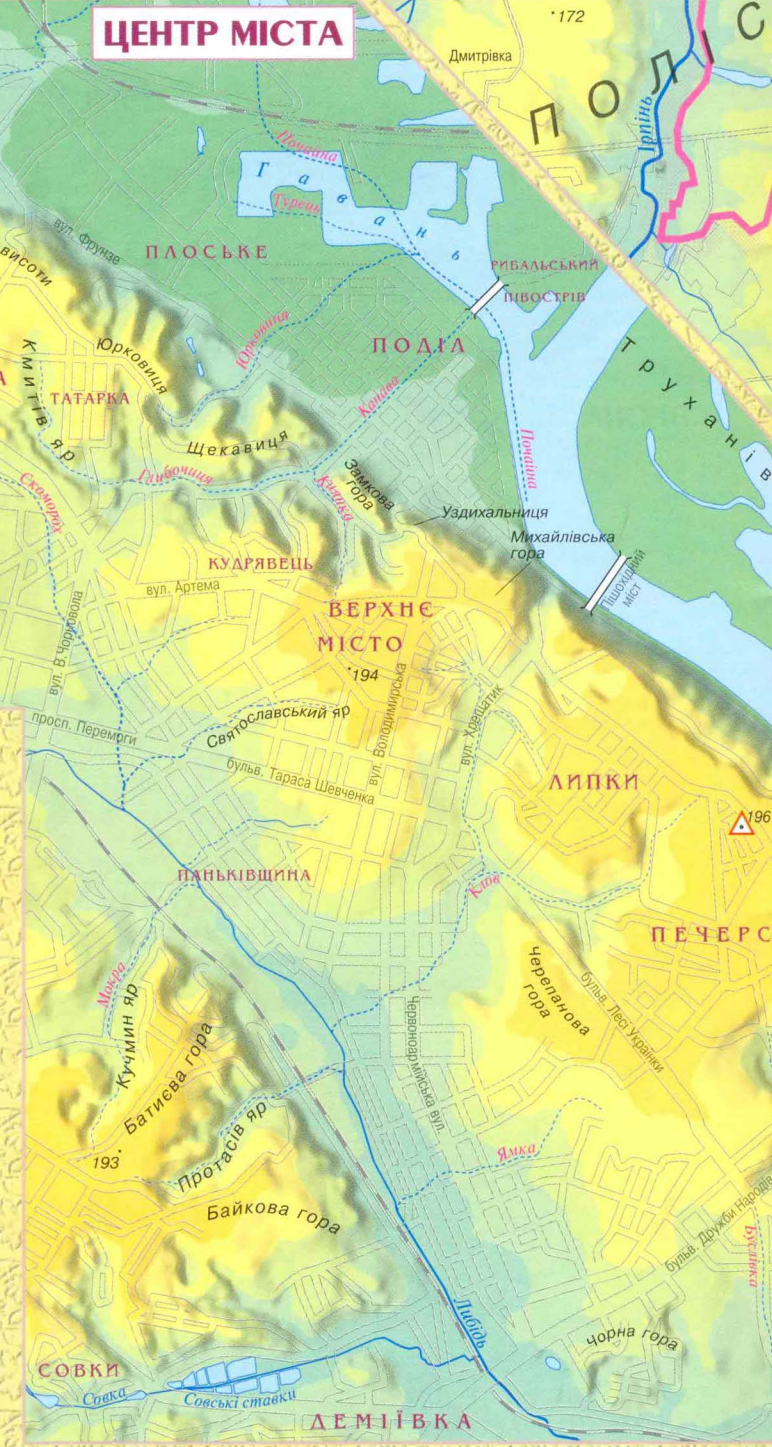 ЦЕНТР МІСТА
172
Дмитрівка
ПОЛІС
Ірпінь
Почайна
Гавань
Турець
вул. Фрунзе
ПЛОСЬКЕ
висоти
РИБАЛЬСЬКИЙ
ПІВОСТРІВ
Юрковиця
Юрковиця
ПОДІЛ
Труханів
Кмитів яр
А
ТАТАРКА
Канава
Щекавиця
Почайна
Глибочиця
Скоморох
Киянка
Замкова
гора
Уздихальниця
Михайлівська
гора
Пішохідний
міст
КУДРЯВЕЦЬ
вул. Артема
ВЕРХНЄ
МІСТО
вул. В.Чорновола
194
вул. Володимирська
Святославський яр
вул. Хрещатик
просп. Перемоги
бульв. Тараса Шевченка
ЛИПКИ
196
ПАНЬКІВЩИНА
Клов
ПЕЧЕРС
Мокра
Черепанова
гора
Кучмин яр
Батиєва гора
Червоноармійська вул.
бульв. Лесі Українки
Протасів яр
193
Ямка
Байкова гора
бульв. Дружби Народів
Буслівка
Либідь
Чорна гора
СОВКИ
Совка
Совські ставки
ДЕМІЇВКА